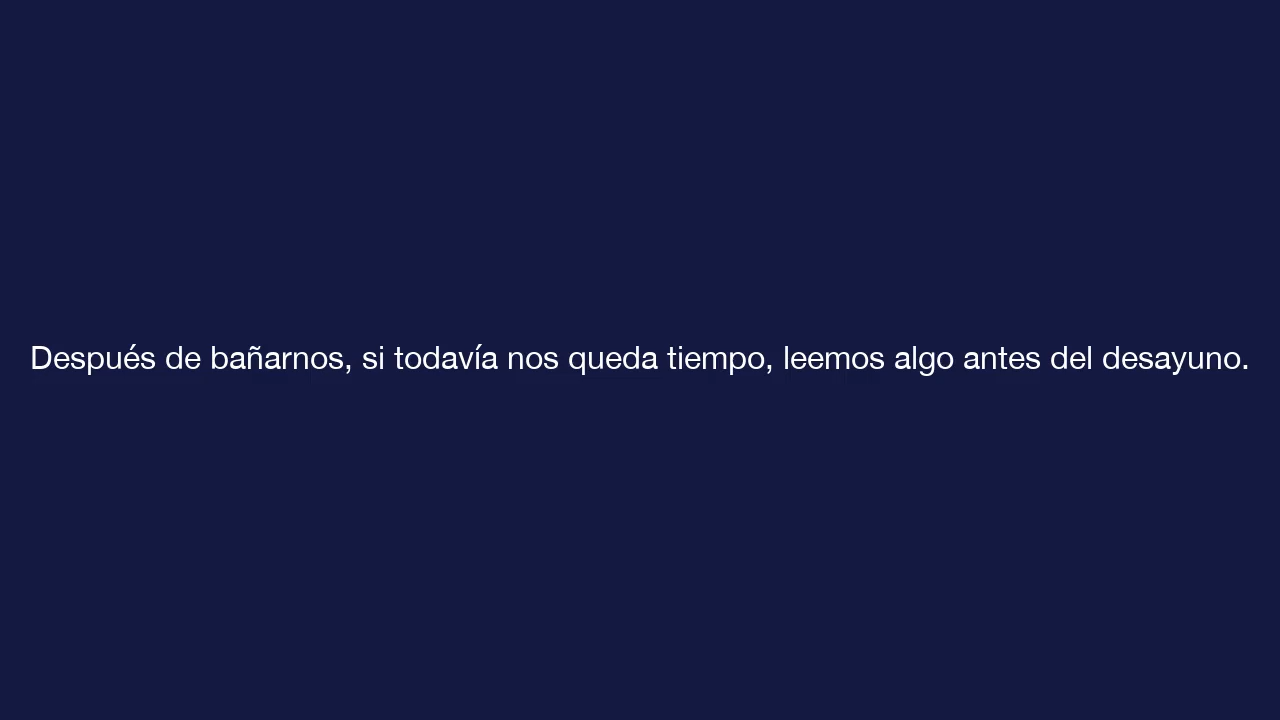 Después de bañarnos, si todavía nos queda tiempo, leemos algo antes del desayuno.